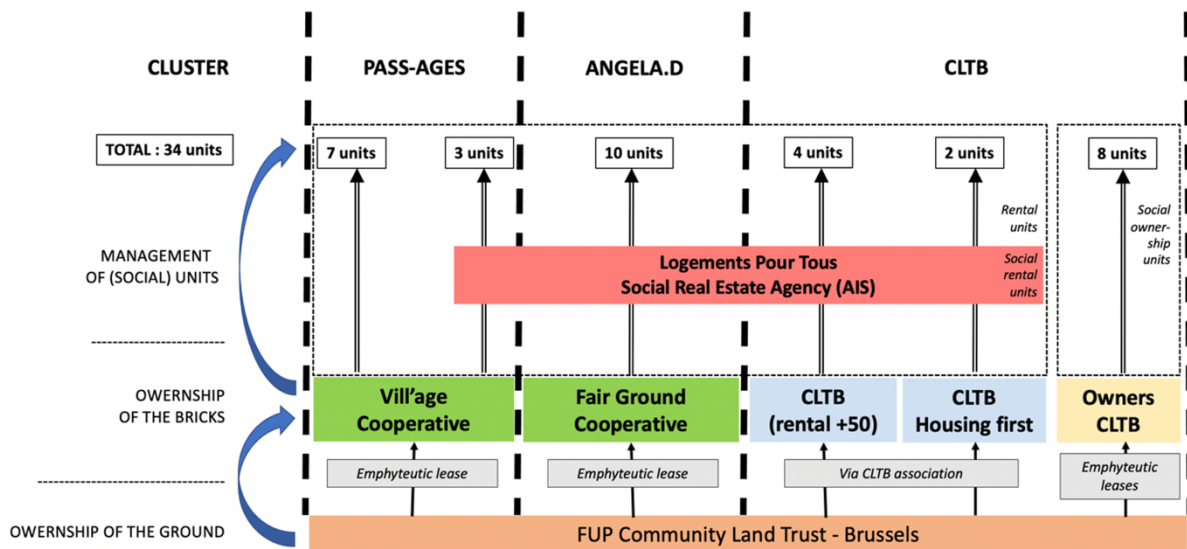 CLUSTER
PASS-AGES
ANGELA.D
CLTB
TOTAL : 34 units
7 units
3 units
10 units
4 units
2 units
8 units
Rental
units
Social
owner-
ship
units
MANAGEMENT
OF (SOCIAL) UNITS
Logements Pour Tous
Social Real Estate Agency (AIS)
Social
rental
units
OWERNSHIP
OF THE BRICKS
Vill’age
Cooperative
Fair Ground
Cooperative
CLTB
(rental +50)
CLTB
Housing first
Owners
CLTB
Emphyteutic lease
Emphyteutic lease
Via CLTB association
Emphyteutic
leases
OWERNSHIP OF THE GROUND
FUP Community Land Trust - Brussels